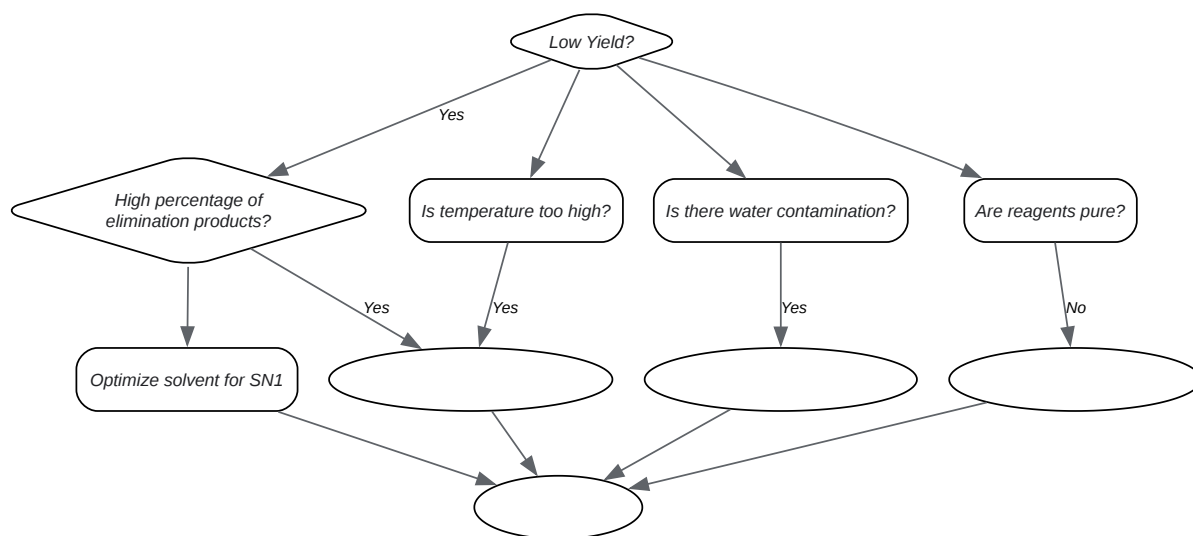 Low Yield?
Yes
High percentage of
elimination products?
Is temperature too high?
Is there water contamination?
Are reagents pure?
Yes
Yes
Yes
No
Optimize solvent for SN1